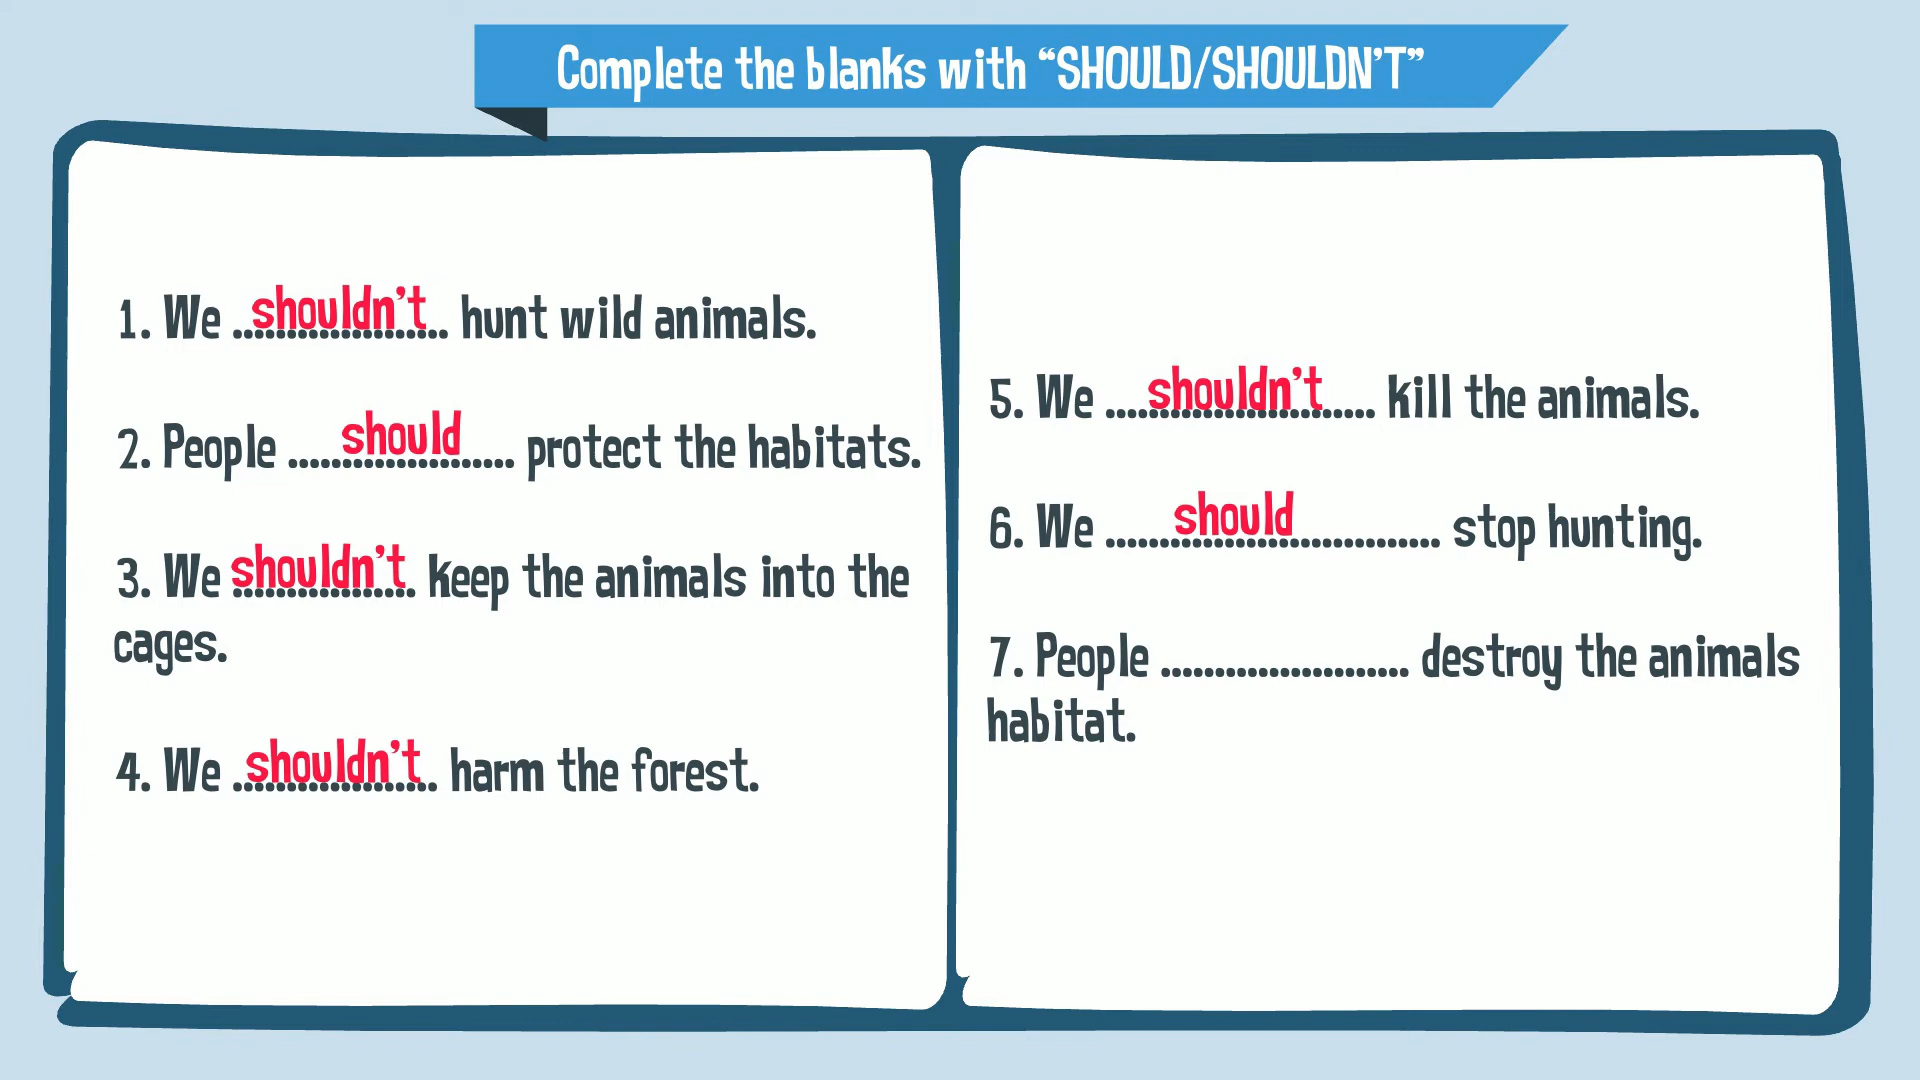 Complete the blanks with “SHOULD/SHOULDN’T”
1. We ....shouldn’t.... hunt wild animals.
2. People ....should.... protect the habitats.
3. We ....shouldn’t.... keep the animals into the
cages.
4. We ....shouldn’t.... harm the forest.
5. We ....shouldn’t.... kill the animals.
6. We ....should.... stop hunting.
7. People ....................... destroy the animals
habitat.